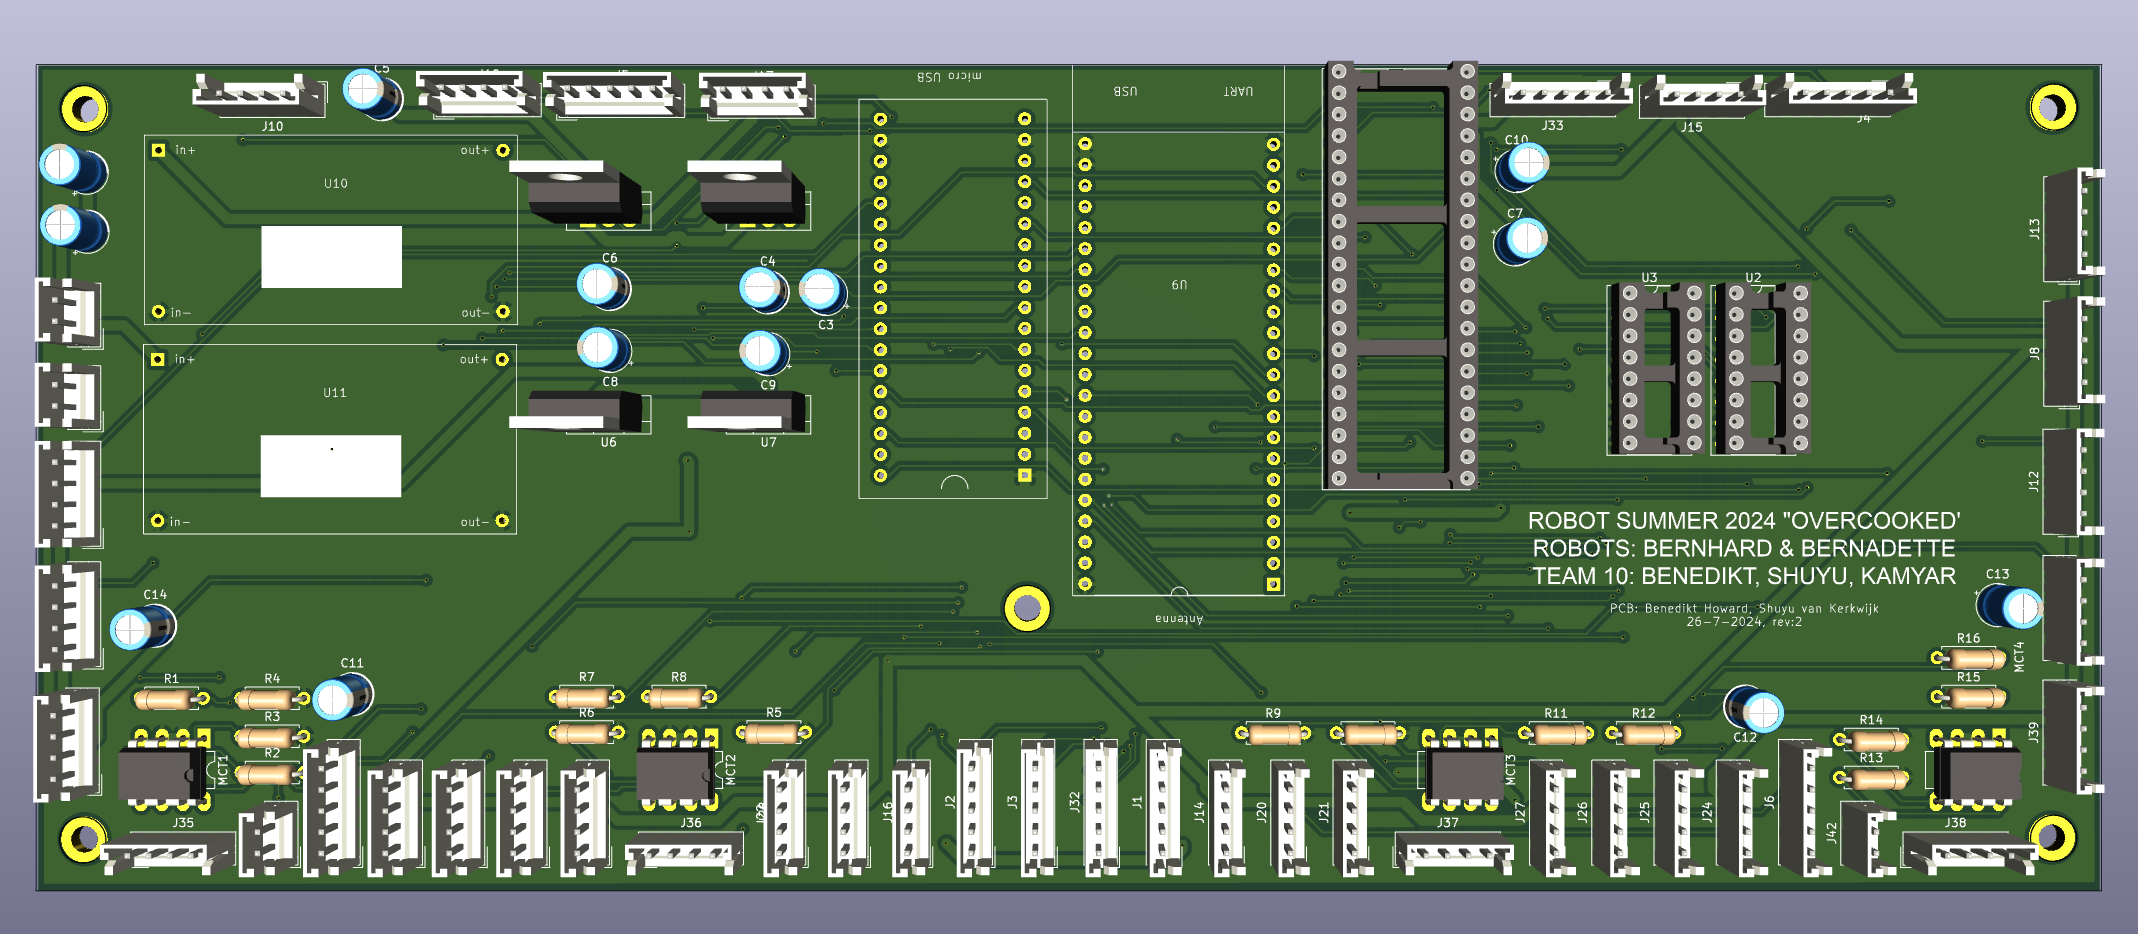 C5
micro USB
USB
UART
J10
J33
J15
J4
in+
out+
U10
C10
J13
C7
C6
C4
U9
U3
U2
in-
out-
C3
J8
in+
out+
C8
C9
U11
U6
U7
J12
in-
out-
ROBOT SUMMER 2024 "OVERCOOKED'
ROBOTS: BERNHARD & BERNADETTE
TEAM 10: BENEDIKT, SHUYU, KAMYAR
C13
C14
PCB: Benedikt Howard, Shuyu van Kerkwijk
26-7-2024, rev:2
Antenna
R16
MCT4
C11
R1
R4
R7
R8
R15
R3
R6
R5
R9
R11
R12
R14
C12
J39
R2
MCT1
MCT2
MCT3
R13
J35
J36
J16
J2
J3
J32
J1
J14
J20
J21
J37
J27
J26
J25
J24
J6
J42
J38